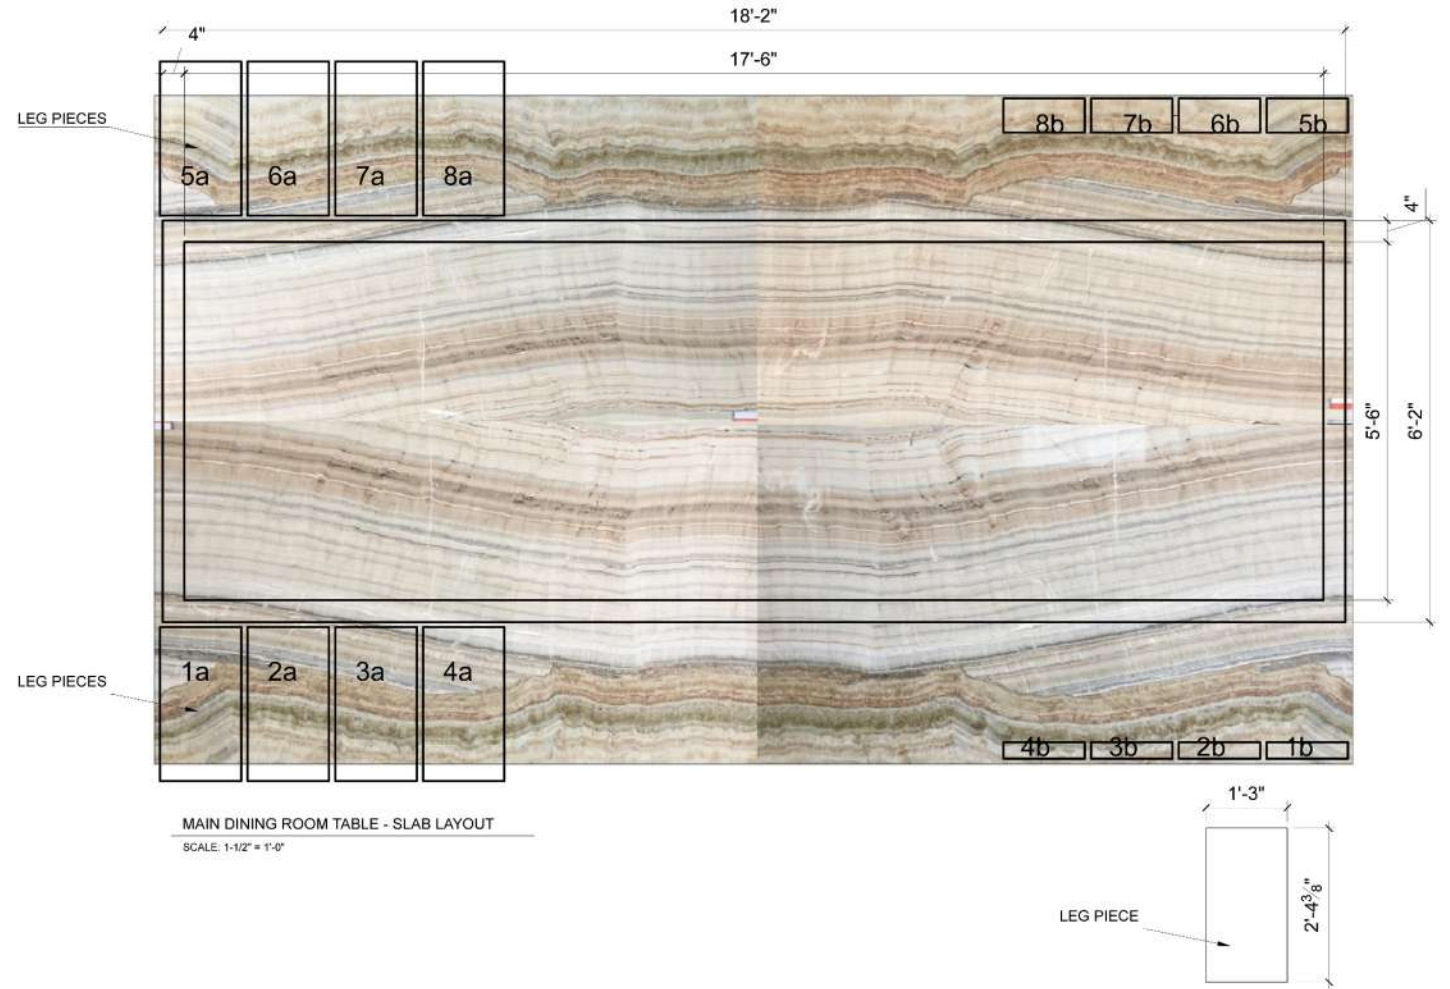 18'-2"
4"
17'-6"
LEG PIECES
8b 7b 6b 5b
5a 6a 7a 8a
4"
5'-6"
6'-2"
LEG PIECES
1a 2a 3a 4a
4b 3b 2b 1b
MAIN DINING ROOM TABLE - SLAB LAYOUT
SCALE: 1-1/2" = 1'-0"
1'-3"
LEG PIECE
2'-4⅜"